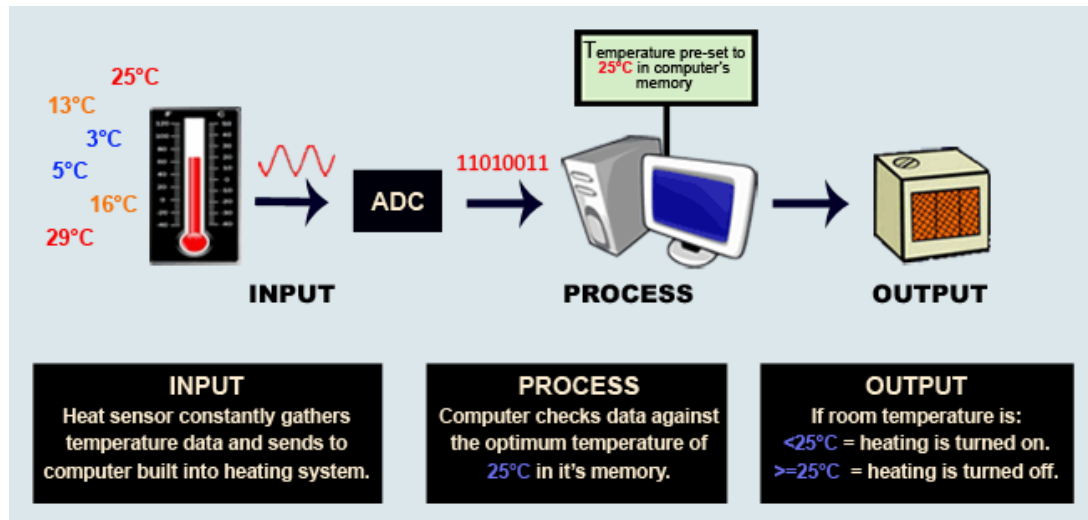 Temperature pre-set to
25°C in computer's
memory
25°C
13°C
3°C
5°C
16°C
29°C
F C
ADC
11010011
INPUT
PROCESS
OUTPUT
INPUT
Heat sensor constantly gathers
temperature data and sends to
computer built into heating system.
PROCESS
Computer checks data against
the optimum temperature of
25°C in it's memory.
OUTPUT
If room temperature is:
<25°C = heating is turned on.
>=25°C = heating is turned off.